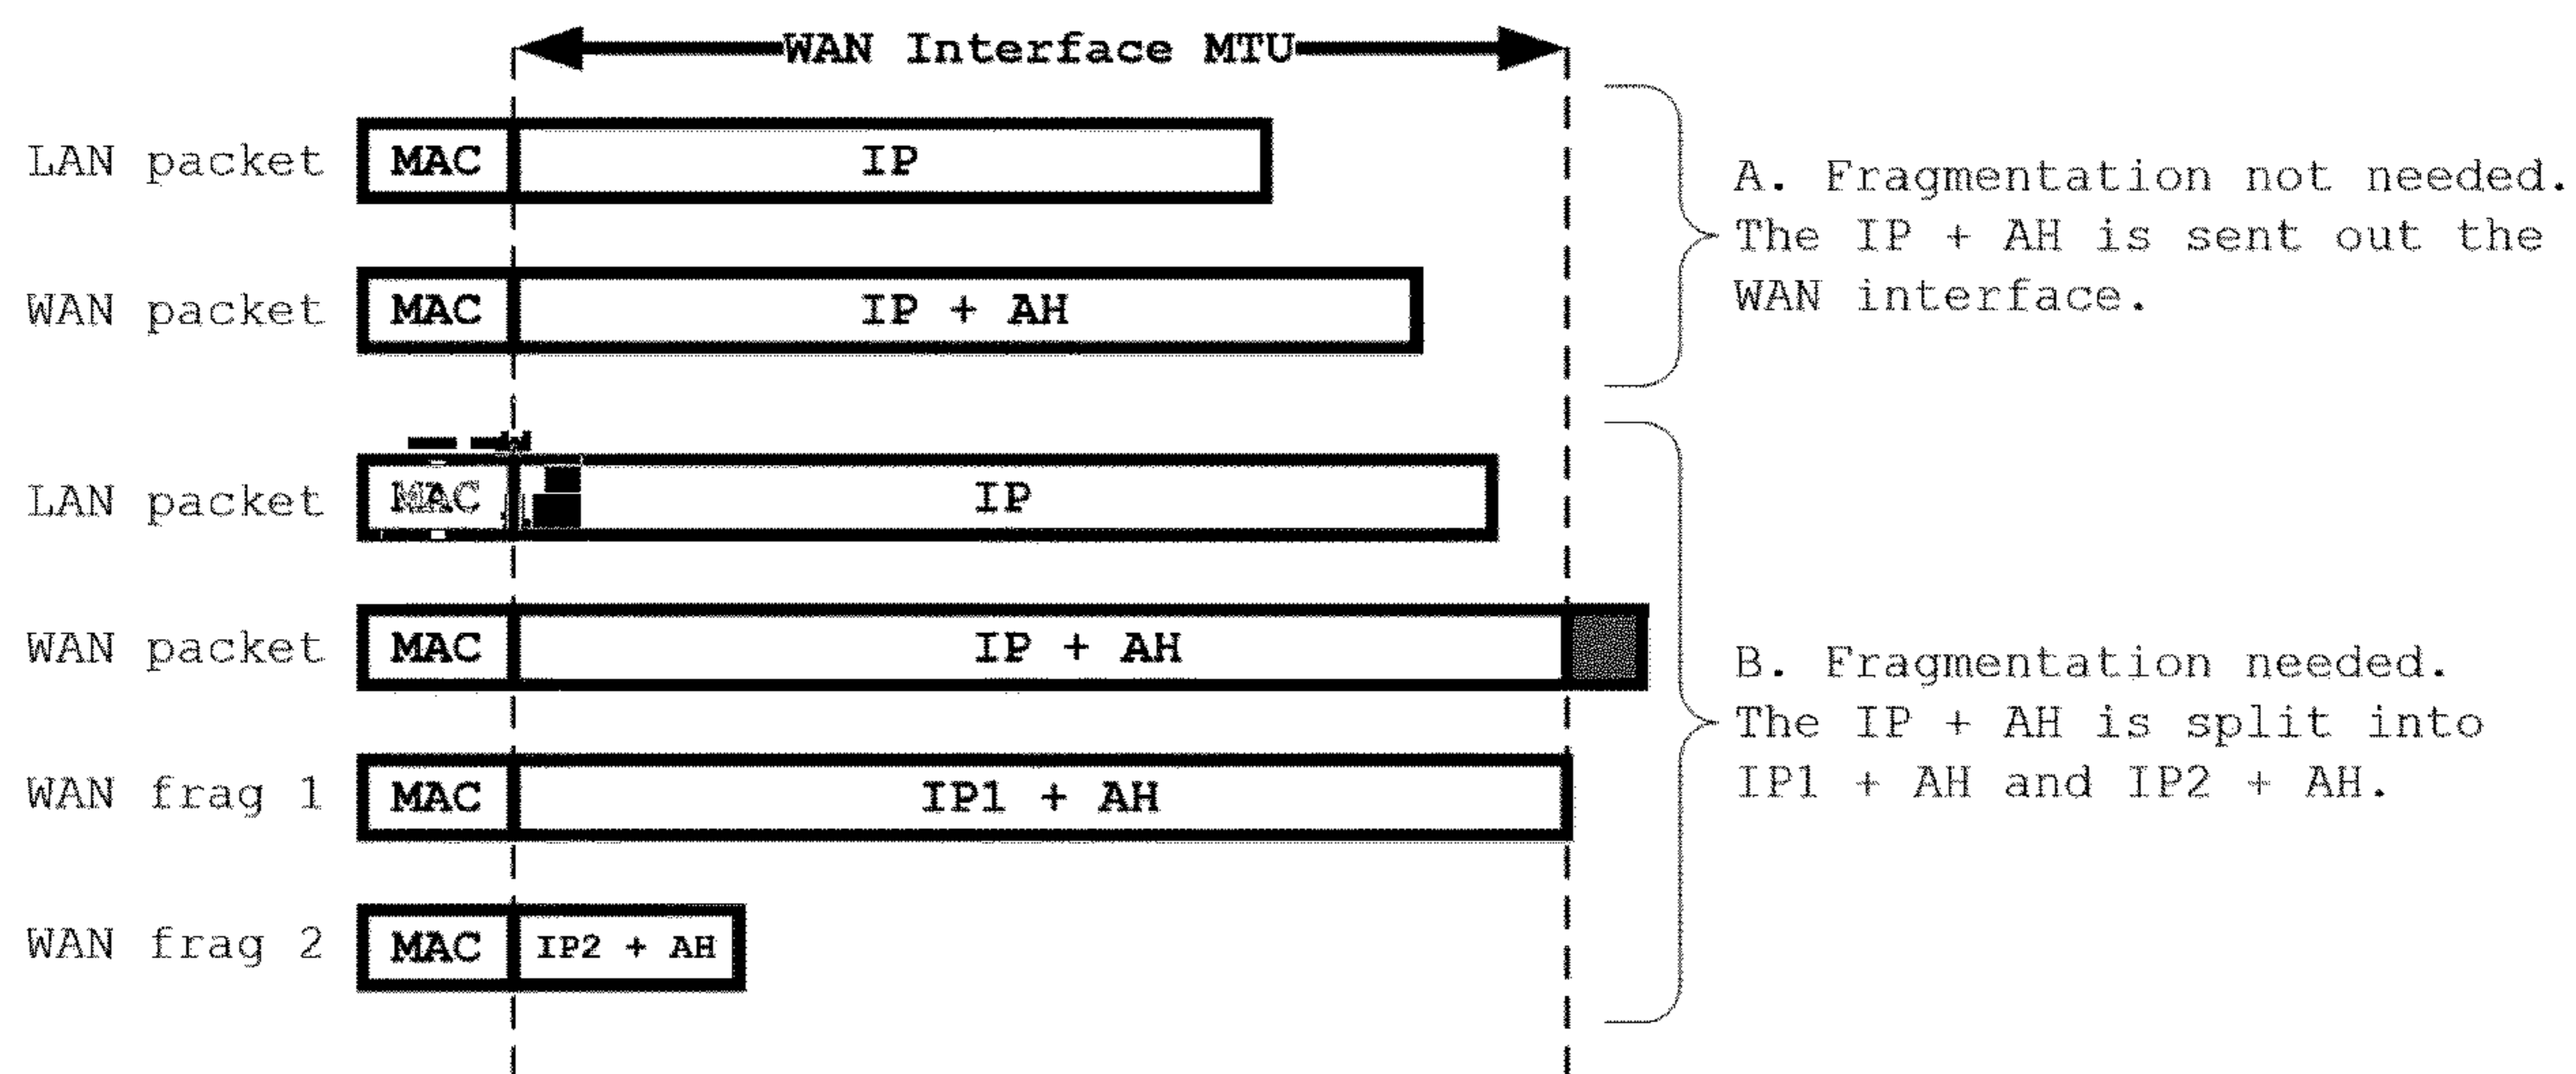 WAN Interface MTU
LAN packet MAC IP
A. Fragmentation not needed.
The IP + AH is sent out the
WAN interface.
WAN packet MAC IP + AH
LAN packet MAC IP
WAN packet MAC IP + AH
B. Fragmentation needed.
The IP + AH is split into
IP1 + AH and IP2 + AH.
WAN frag 1 MAC IP1 + AH
WAN frag 2 MAC IP2 + AH